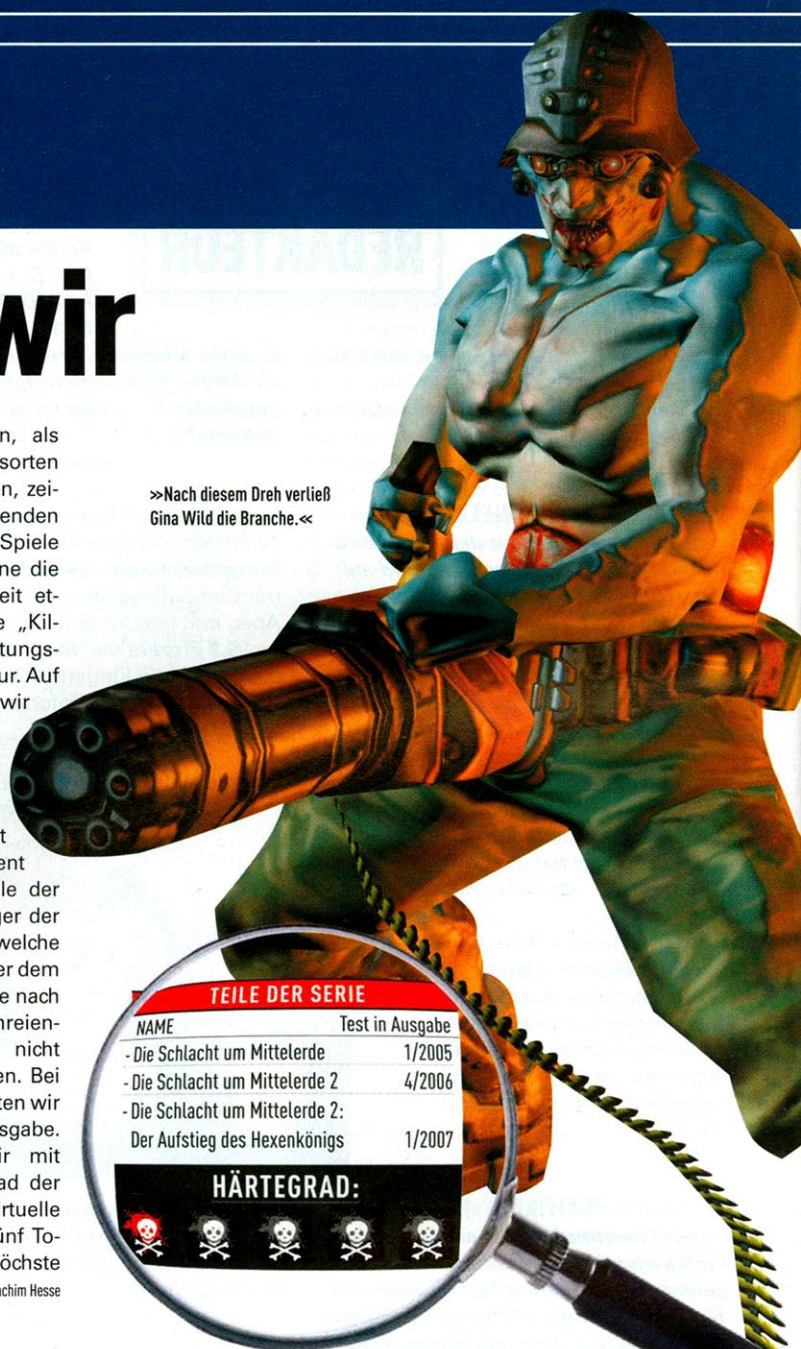 wir
n, als
sorten
en, zei-
enden
Spiele
ne die
eit et-
e „Kil-
tungs-
ur. Auf
wir
t
ent
le der
ger der
welche
er dem
e nach
hreien-
nicht
en. Bei
ten wir
sgabe.
ir mit
ad der
rtuelle
ünf To-
öchste
achim Hesse
»Nach diesem Dreh verließ
Gina Wild die Branche.«
TEILE DER SERIE
NAME Test in Ausgabe
- Die Schlacht um Mittelerde 1/2005
- Die Schlacht um Mittelerde 2 4/2006
- Die Schlacht um Mittelerde 2:
Der Aufstieg des Hexenkönigs 1/2007
HÄRTEGRAD: